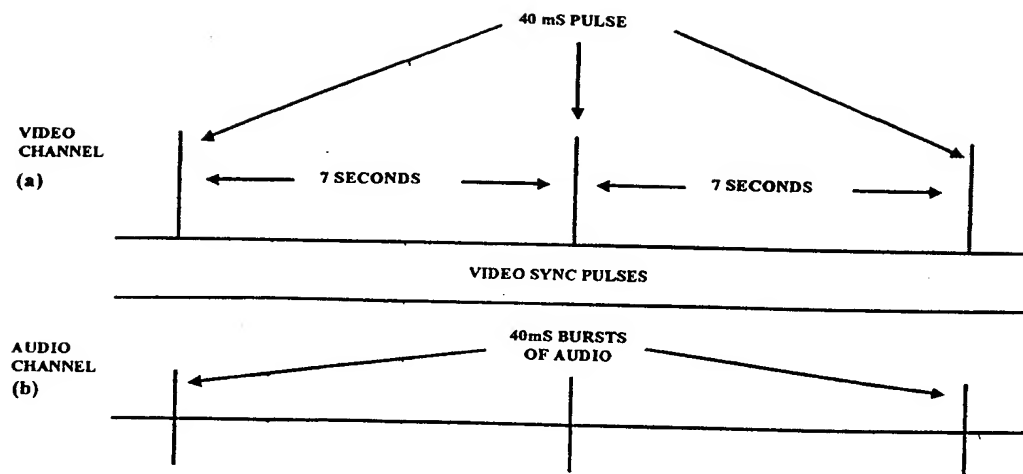 40 mS PULSE
VIDEO
CHANNEL
(a)
7 SECONDS
7 SECONDS
VIDEO SYNC PULSES
AUDIO
CHANNEL
(b)
40mS BURSTS
OF AUDIO